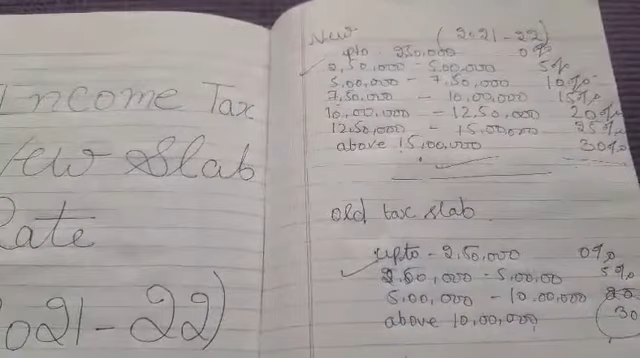 Income Tax
New Slab
Rate
2021-22)
New (2021-22)
upto 250,000 0%
2,50,000 - 500,000 5%
5,00,000 - 7,50,000 10%
7,50,000 - 10,00,000 15%
10,00,000 - 12,50,000 20%
12,50,000 - 15,00,000 25%
above 15,00,000 30%
old tax slab
upto - 2,50,000 0%
2,50,000 - 5,00,00 5%
5,00,000 - 10,00,000 20
above 10,00,000 30